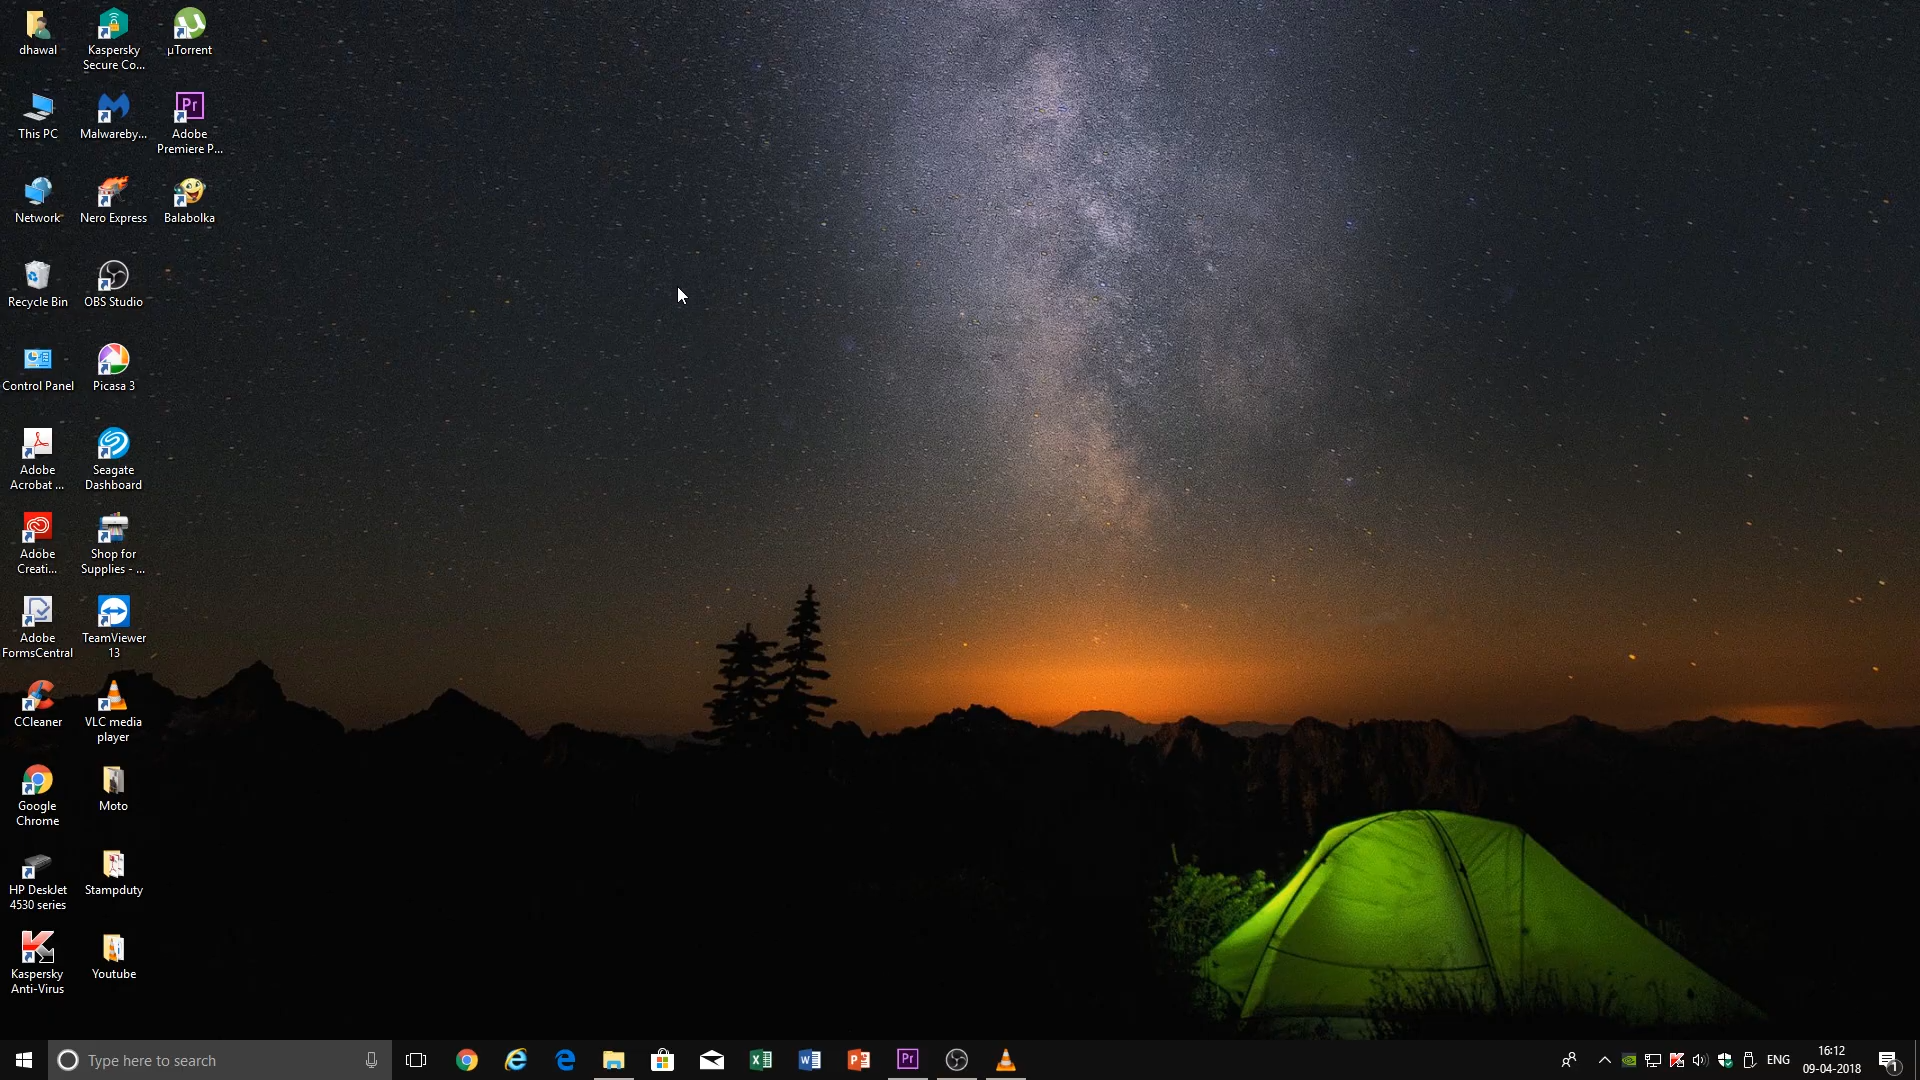 dhawal
Kaspersky
Secure Co...
µTorrent
This PC
Malwareby...
Pr
Adobe
Premiere P...
Network
Nero Express
Balabolka
Recycle Bin
OBS Studio
Control Panel
Picasa 3
Adobe
Acrobat ...
Seagate
Dashboard
Adobe
Creati...
Shop for
Supplies - ...
Adobe
FormsCentral
TeamViewer
13
CCleaner
VLC media
player
Google
Chrome
Moto
HP DeskJet
4530 series
Stampduty
Kaspersky
Anti-Virus
Youtube
Type here to search
Pr
ENG
16:12
09-04-2018
1